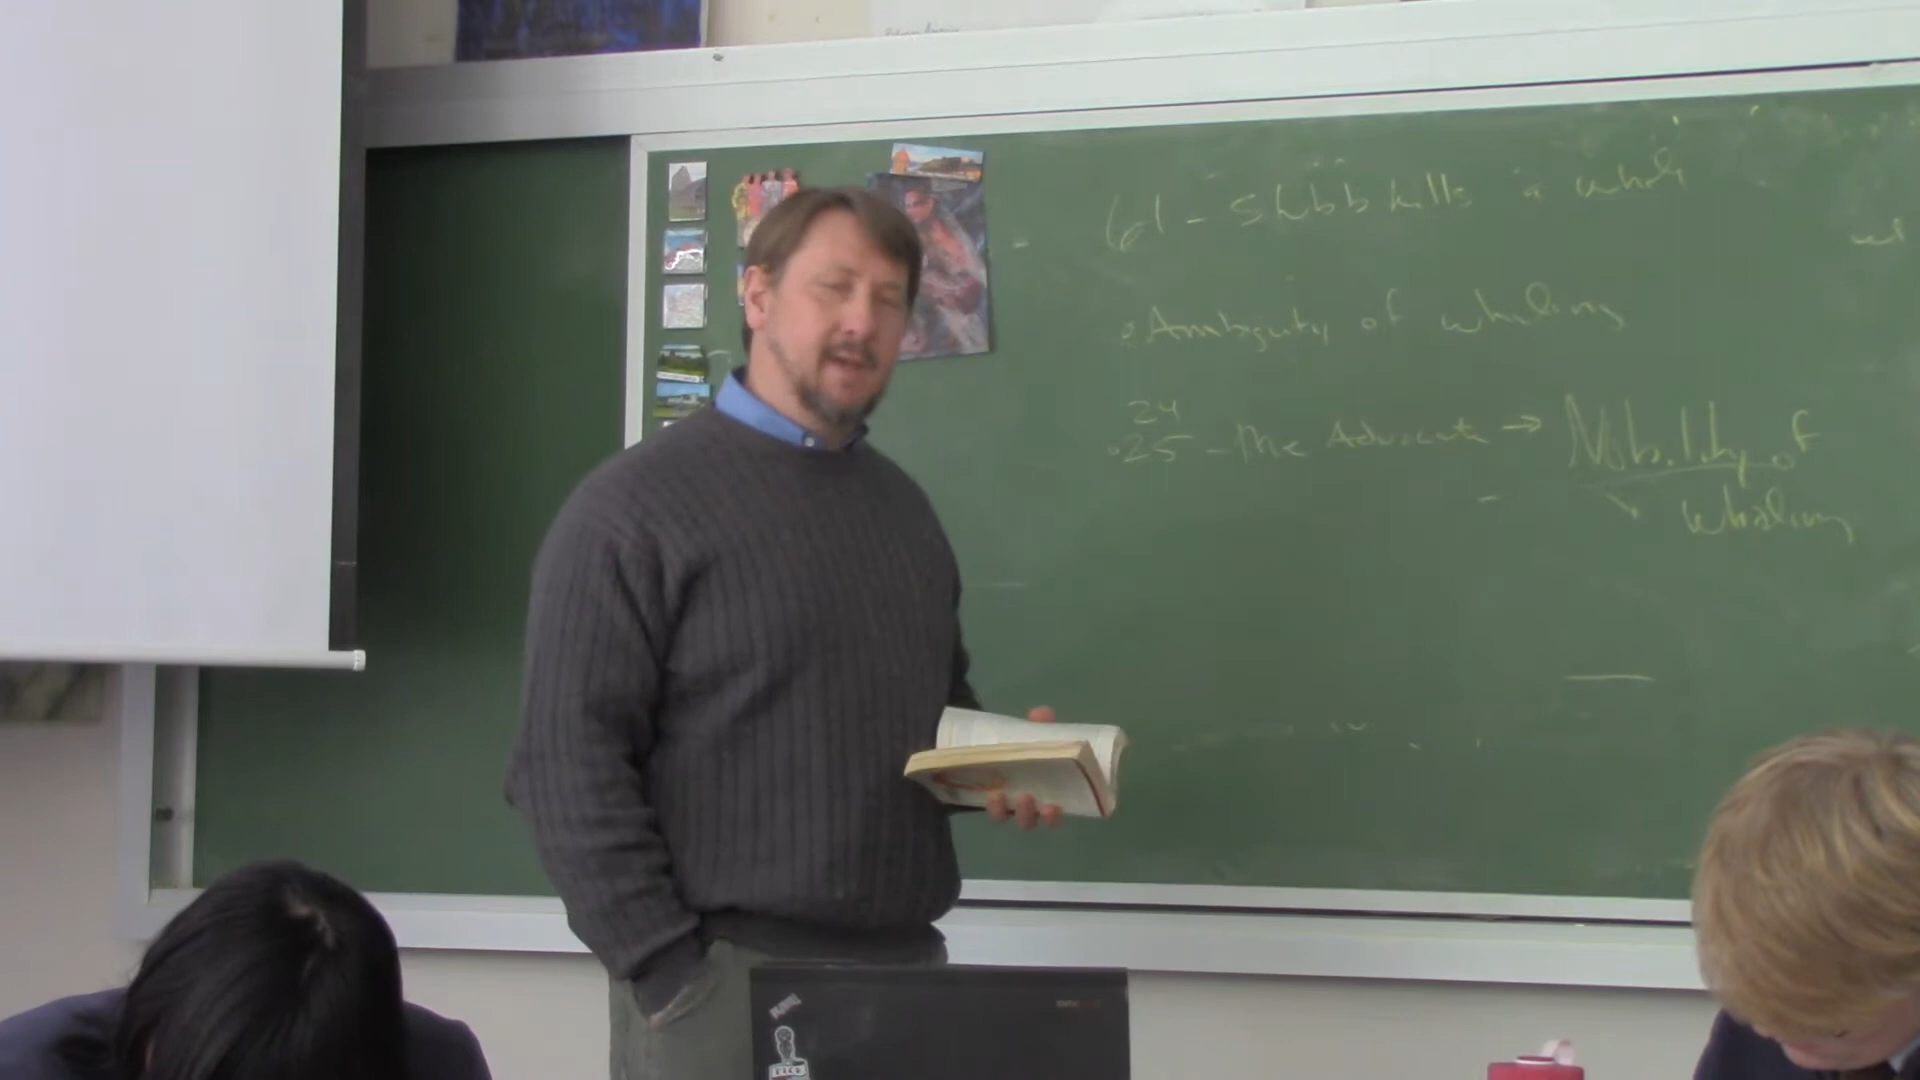 61 - Stubb kills a whale
Ambiguity of whaling
24
25 - The Advocate → Nobility of
whaling